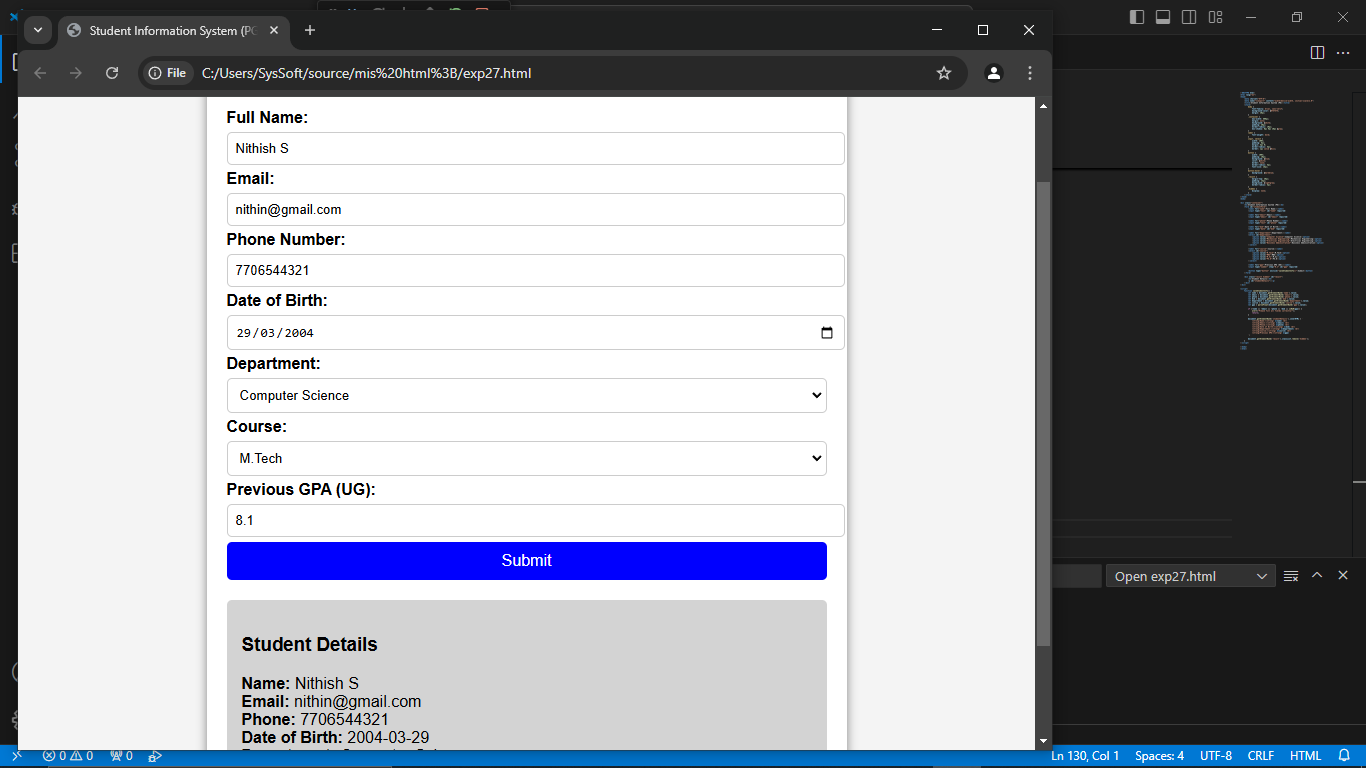 Student Information System (PG
File C:/Users/SysSoft/source/mis%20html%3B/exp27.html
Full Name:
Nithish S
Email:
nithin@gmail.com
Phone Number:
7706544321
Date of Birth:
29/03/2004
Department:
Computer Science
Course:
M.Tech
Previous GPA (UG):
8.1
Submit
Open exp27.html
Student Details
Name: Nithish S
Email: nithin@gmail.com
Phone: 7706544321
Date of Birth: 2004-03-29
0 0 0 Ln 130, Col 1 Spaces: 4 UTF-8 CRLF HTML